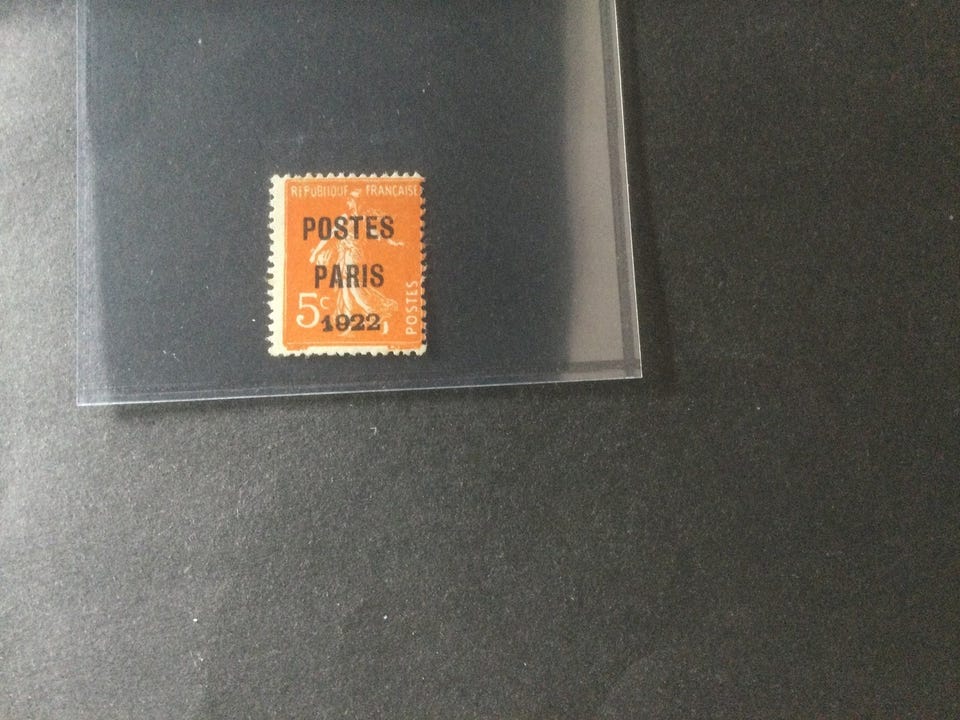 REPUBLIQUE FRANÇAISE
POSTES
PARIS
5c
1922
POSTES